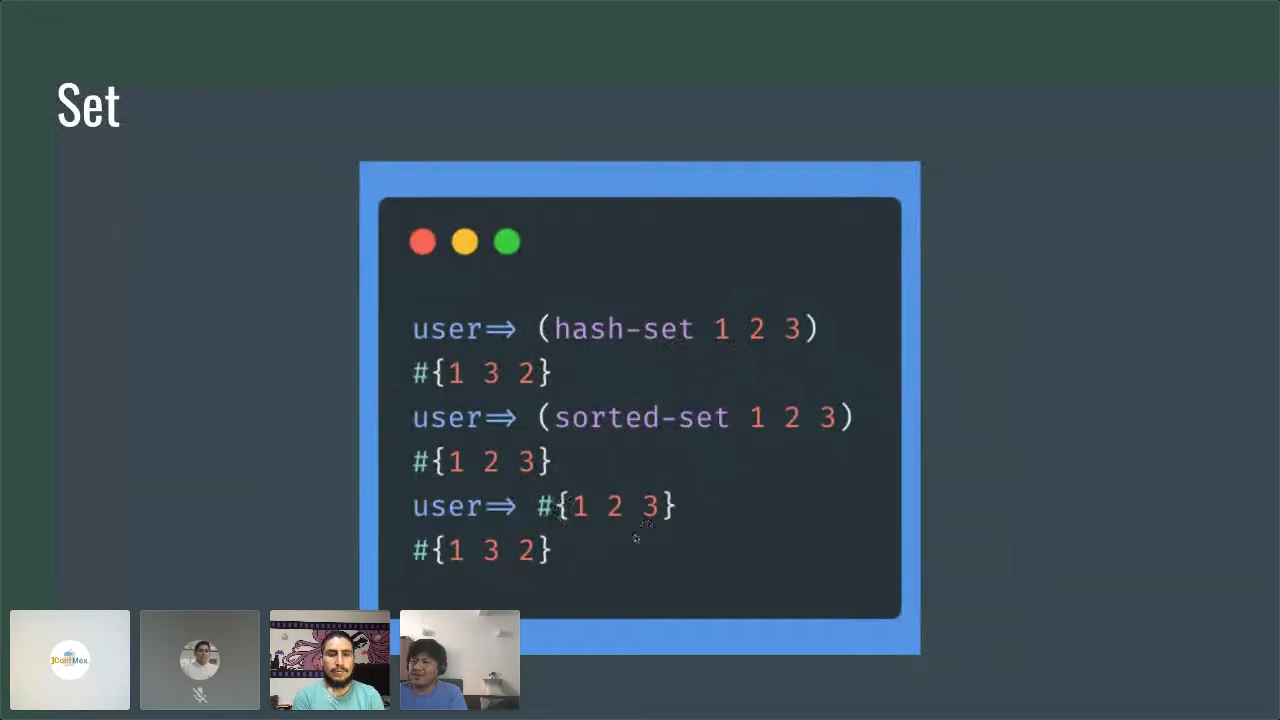 Set
user=> (hash-set 1 2 3)
#{1 3 2}
user=> (sorted-set 1 2 3)
#{1 2 3}
user=> #{1 2 3}
#{1 3 2}
JConfMex